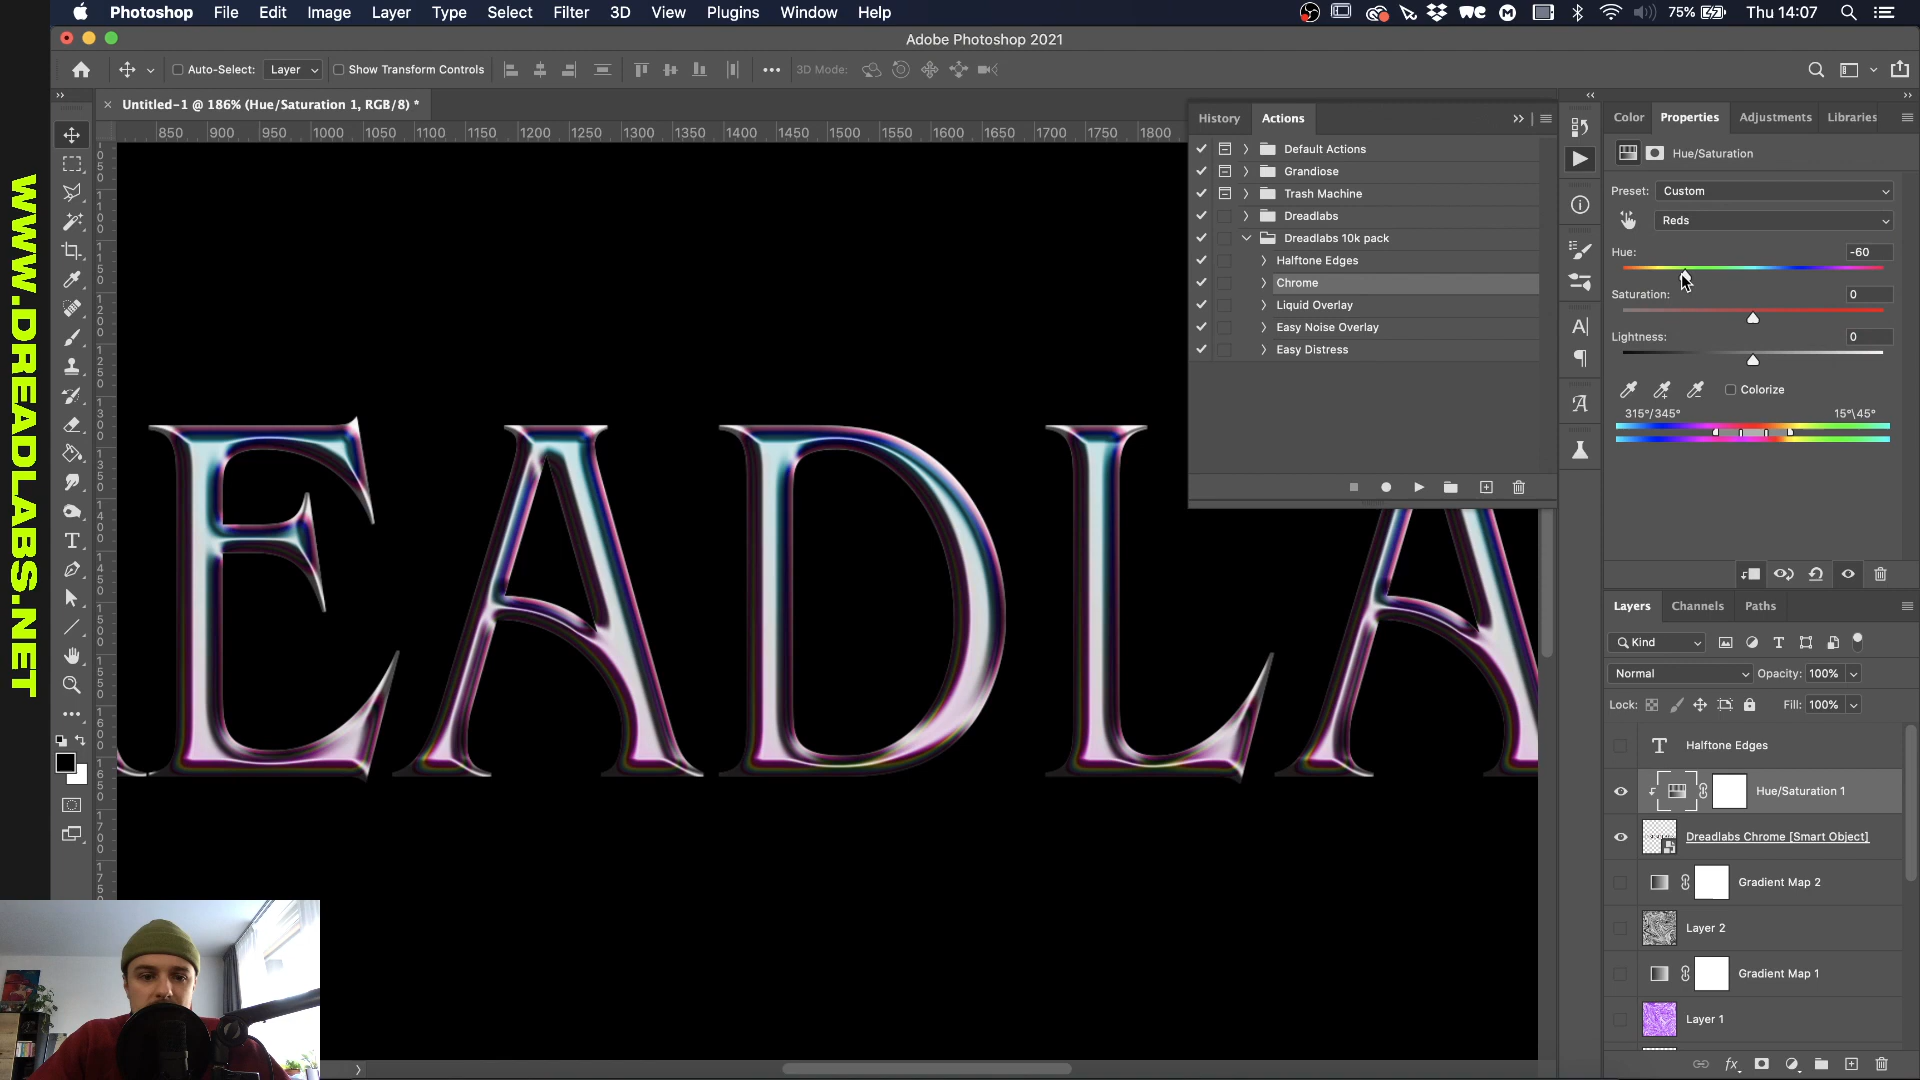 Photoshop File Edit Image Layer Type Select Filter 3D View Plugins Window Help 75% Thu 14:07
Adobe Photoshop 2021
Auto-Select: Layer Show Transform Controls 3D Mode:
Untitled-1 @ 186% (Hue/Saturation 1, RGB/8) *
850 900 950 1000 1050 1100 1150 1200 1250 1300 1350 1400 1450 1500 1550 1600 1650 1700 1750 1800
WWW.DREADLABS.NET
EADLA
History Actions
Default Actions
Grandiose
Trash Machine
Dreadlabs
Dreadlabs 10k pack
Halftone Edges
Chrome
Liquid Overlay
Easy Noise Overlay
Easy Distress
Color Properties Adjustments Libraries
Hue/Saturation
Preset: Custom
Reds
Hue: -60
Saturation: 0
Lightness: 0
Colorize
315°/345° 15°\45°
Layers Channels Paths
Kind
Normal Opacity: 100%
Lock: Fill: 100%
Halftone Edges
Hue/Saturation 1
Dreadlabs Chrome [Smart Object]
Gradient Map 2
Layer 2
Gradient Map 1
Layer 1